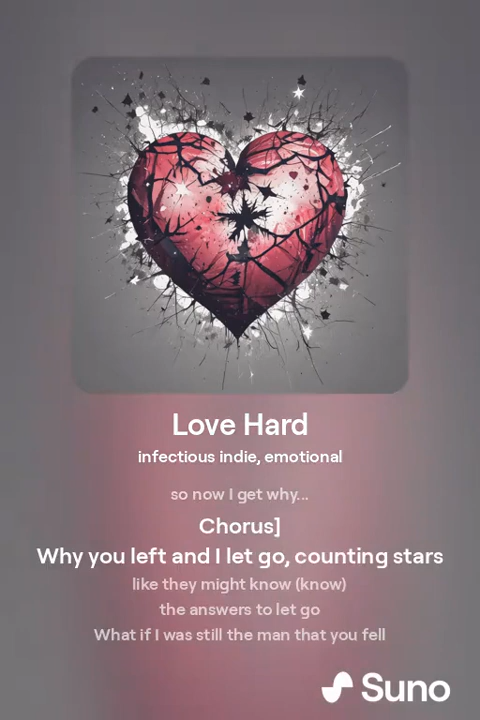 Love Hard
infectious indie, emotional
so now I get why...
Chorus]
Why you left and I let go, counting stars
like they might know (know)
the answers to let go
What if I was still the man that you fell
Suno